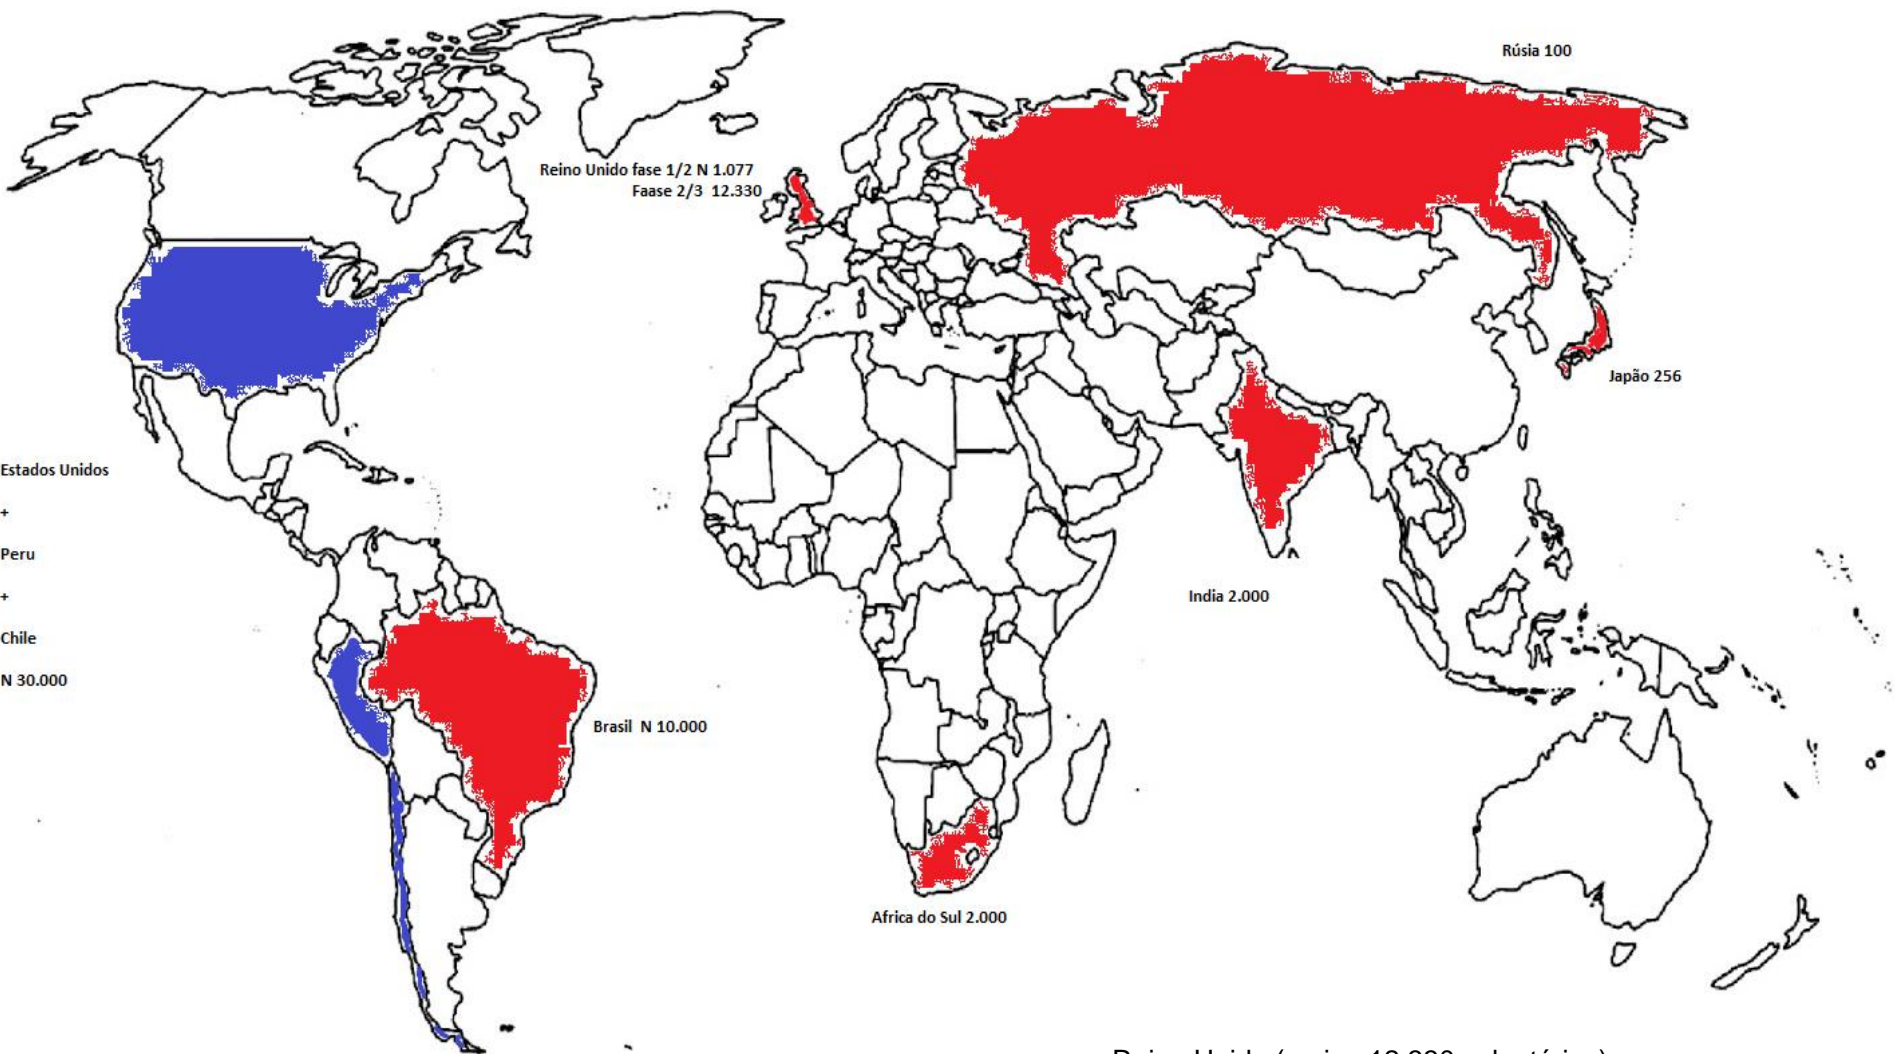 Rúsia 100
Reino Unido fase 1/2 N 1.077
Faase 2/3 12.330
Japão 256
Estados Unidos
+
Peru
+
Chile
N 30.000
India 2.000
Brasil N 10.000
Africa do Sul 2.000